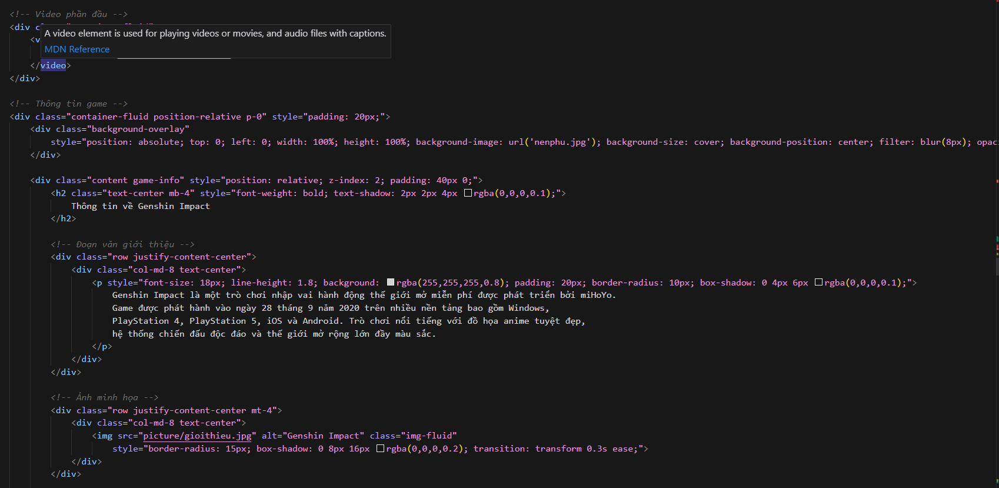 <!-- Video phần đầu -->
<div c
A video element is used for playing videos or movies, and audio files with captions.
<v
MDN Reference
</video>
</div>
<!-- Thông tin game -->
<div class="container-fluid position-relative p-0" style="padding: 20px;">
<div class="background-overlay"
style="position: absolute; top: 0; left: 0; width: 100%; height: 100%; background-image: url('nenphu.jpg'); background-size: cover; background-position: center; filter: blur(8px); opac
</div>
<div class="content game-info" style="position: relative; z-index: 2; padding: 40px 0;">
<h2 class="text-center mb-4" style="font-weight: bold; text-shadow: 2px 2px 4px rgba(0,0,0,0.1);">
Thông tin về Genshin Impact
</h2>
<!-- Đoạn văn giới thiệu -->
<div class="row justify-content-center">
<div class="col-md-8 text-center">
<p style="font-size: 18px; line-height: 1.8; background: rgba(255,255,255,0.8); padding: 20px; border-radius: 10px; box-shadow: 0 4px 6px rgba(0,0,0,0.1);">
Genshin Impact là một trò chơi nhập vai hành động thế giới mở miễn phí được phát triển bởi miHoYo.
Game được phát hành vào ngày 28 tháng 9 năm 2020 trên nhiều nền tảng bao gồm Windows,
PlayStation 4, PlayStation 5, iOS và Android. Trò chơi nổi tiếng với đồ họa anime tuyệt đẹp,
hệ thống chiến đấu độc đáo và thế giới mở rộng lớn đầy màu sắc.
</p>
</div>
</div>
<!-- Ảnh minh họa -->
<div class="row justify-content-center mt-4">
<div class="col-md-8 text-center">
<img src="picture/gioithieu.jpg" alt="Genshin Impact" class="img-fluid"
style="border-radius: 15px; box-shadow: 0 8px 16px rgba(0,0,0,0.2); transition: transform 0.3s ease;">
</div>
</div>